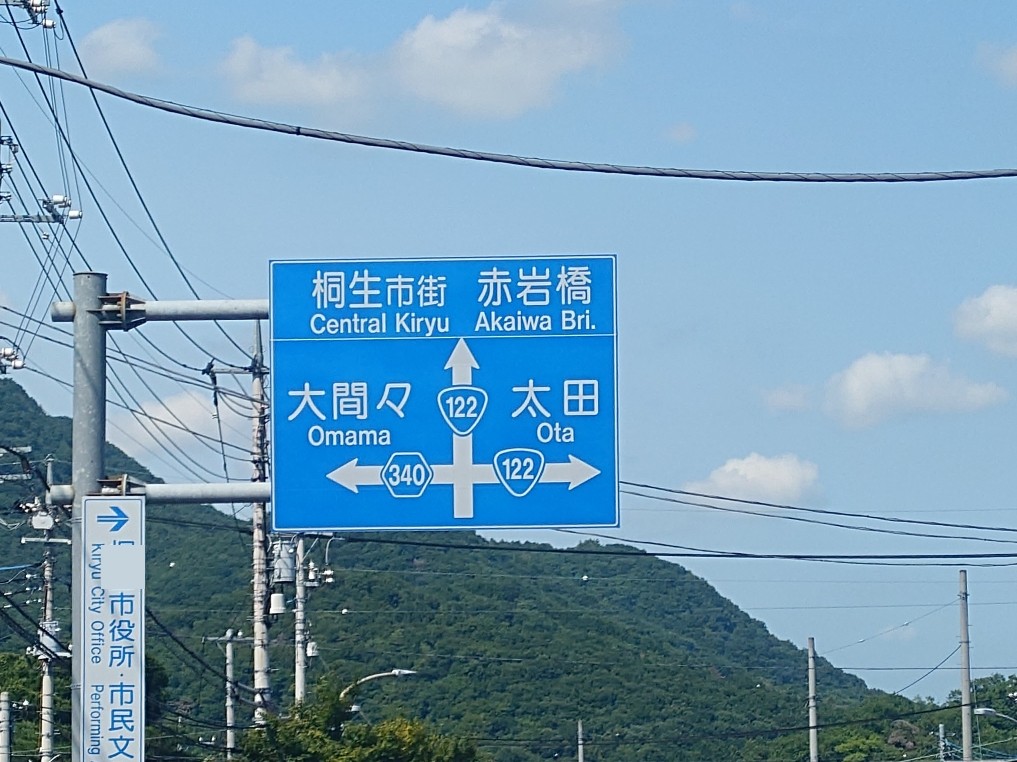 桐生市街 赤岩橋
Central Kiryu Akaiwa Bri.
大間々 122 太田
Omama Ota
340 122
市役所・市民文
Kiryu City Office Performing